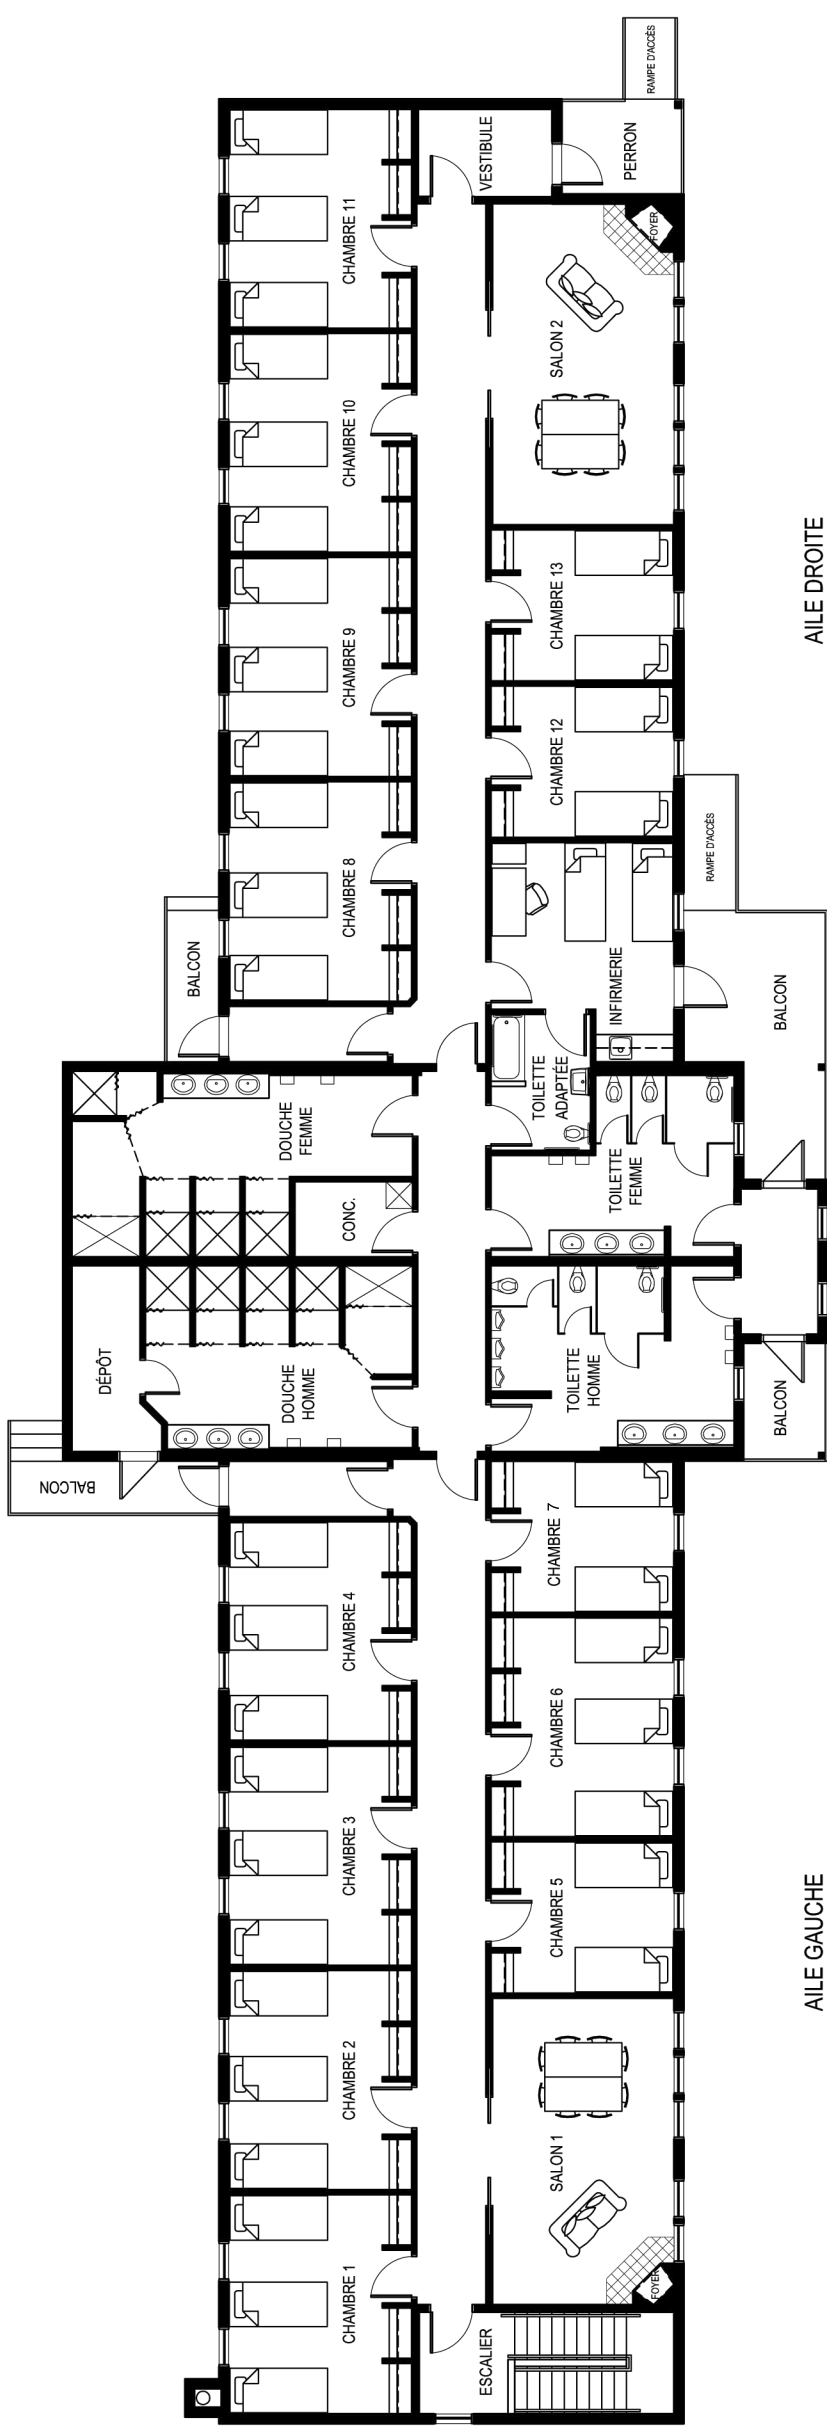 RAMPE D'ACCÈS
PERRON
VESTIBULE
CHAMBRE 11
FOYER
SALON 2
CHAMBRE 10
AILE DROITE
CHAMBRE 13
CHAMBRE 9
CHAMBRE 12
RAMPE D'ACCÈS
CHAMBRE 8
BALCON
INFIRMERIE
BALCON
TOILETTE
ADAPTÉE
DOUCHE
FEMME
TOILETTE
FEMME
CONC.
DÉPÔT
DOUCHE
HOMME
TOILETTE
HOMME
BALCON
BALCON
CHAMBRE 7
CHAMBRE 4
CHAMBRE 6
CHAMBRE 3
CHAMBRE 5
AILE GAUCHE
CHAMBRE 2
SALON 1
FOYER
CHAMBRE 1
ESCALIER